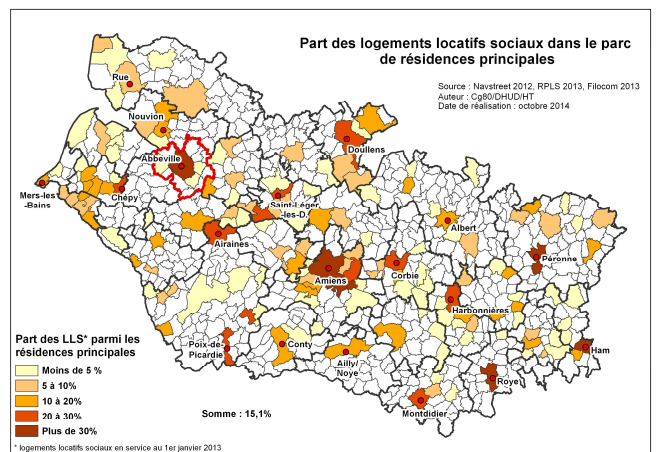 Part des logements locatifs sociaux dans le parc
de résidences principales
Source : Navstreet 2012, RPLS 2013, Filocom 2013
Auteur : Cg80/DHUD/HT
Date de réalisation : octobre 2014
Rue
Nouvion
Abbeville
Doullens
Mers-les
-Bains
Chépy
Saint-Léger
-les-D.
Airaines
Albert
Amiens
Corbie
Péronne
Harbonnières
Poix-de-
Picardie
Conty
Ailly/
Noye
Ham
Roye
Montdidier
Part des LLS* parmi les
résidences principales
Moins de 5 %
5 à 10%
10 à 20%
20 à 30%
Plus de 30%
Somme : 15,1%
* logements locatifs sociaux en service au 1er janvier 2013